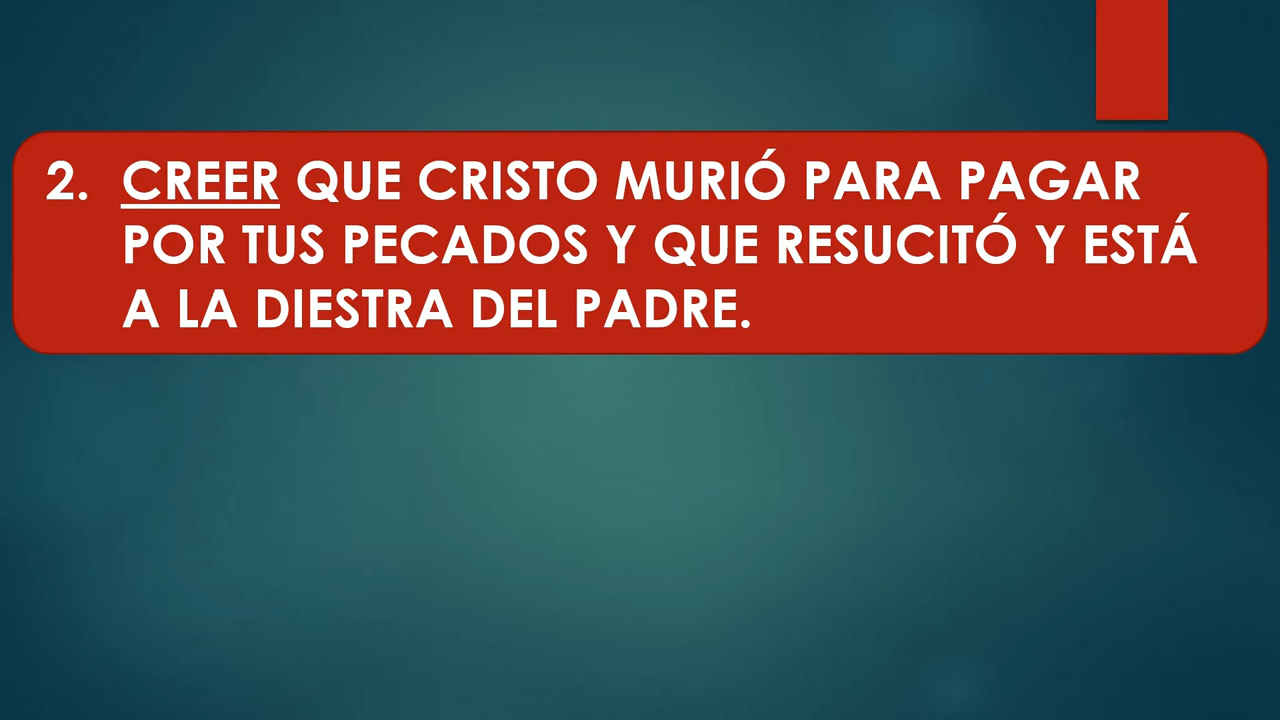 2. CREER QUE CRISTO MURIÓ PARA PAGAR
POR TUS PECADOS Y QUE RESUCITÓ Y ESTÁ
A LA DIESTRA DEL PADRE.